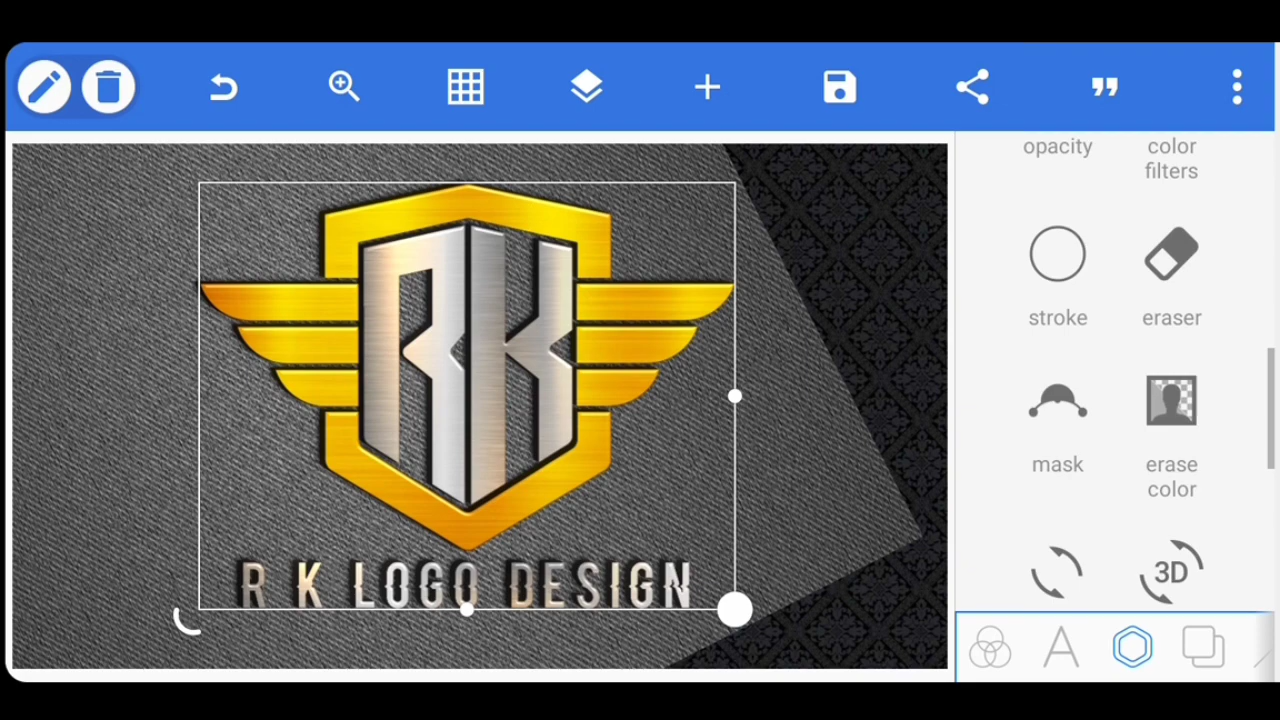 opacity
color
filters
stroke
eraser
mask
erase
color
3D
RK
R K LOGO DESIGN